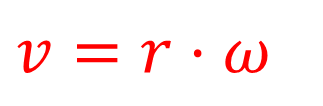 v = r · ω